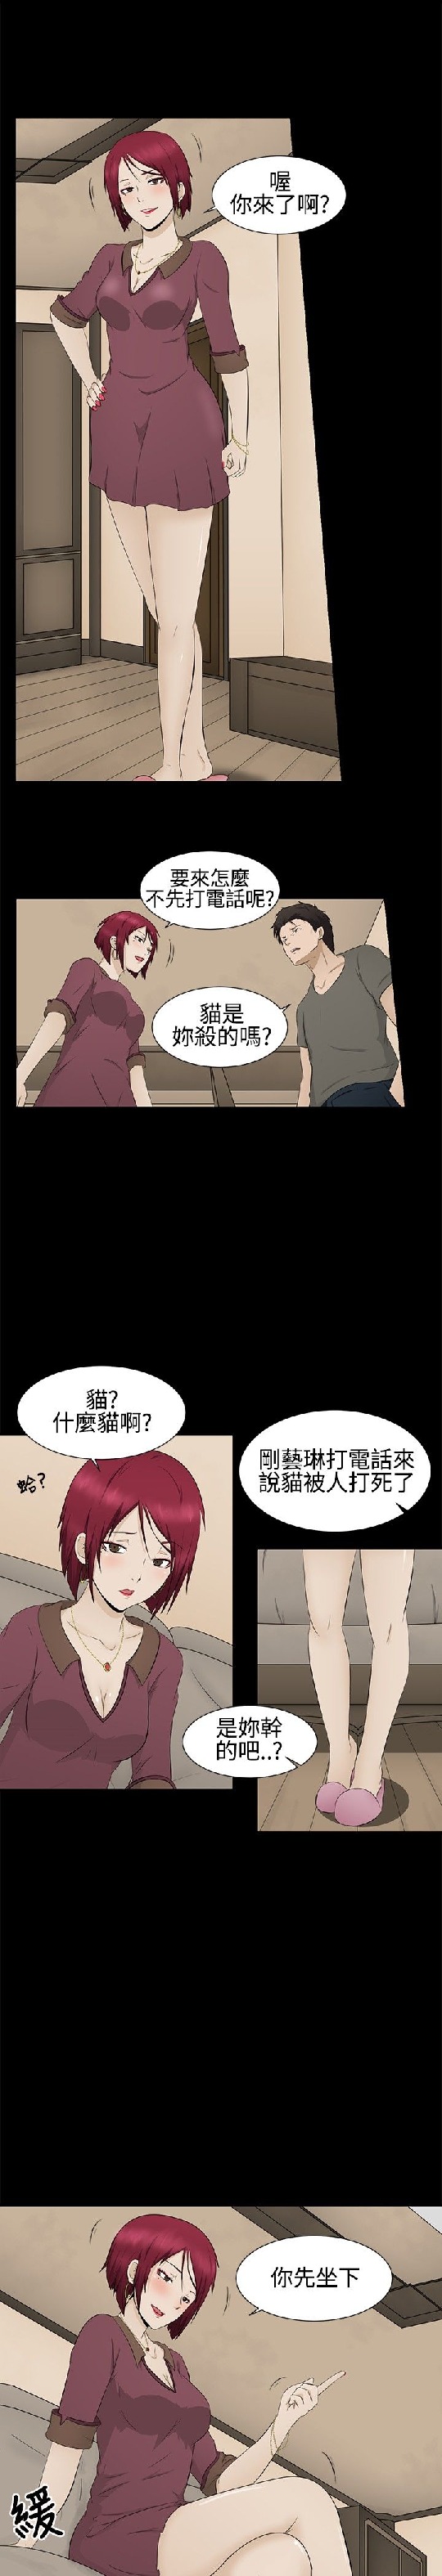 喔
你來了啊?
要來怎麼
不先打電話呢?
貓是
妳殺的嗎?
貓?
什麼貓啊?
蛤?
剛藝琳打電話來
說貓被人打死了
是妳幹
的吧..?
你先坐下
緩